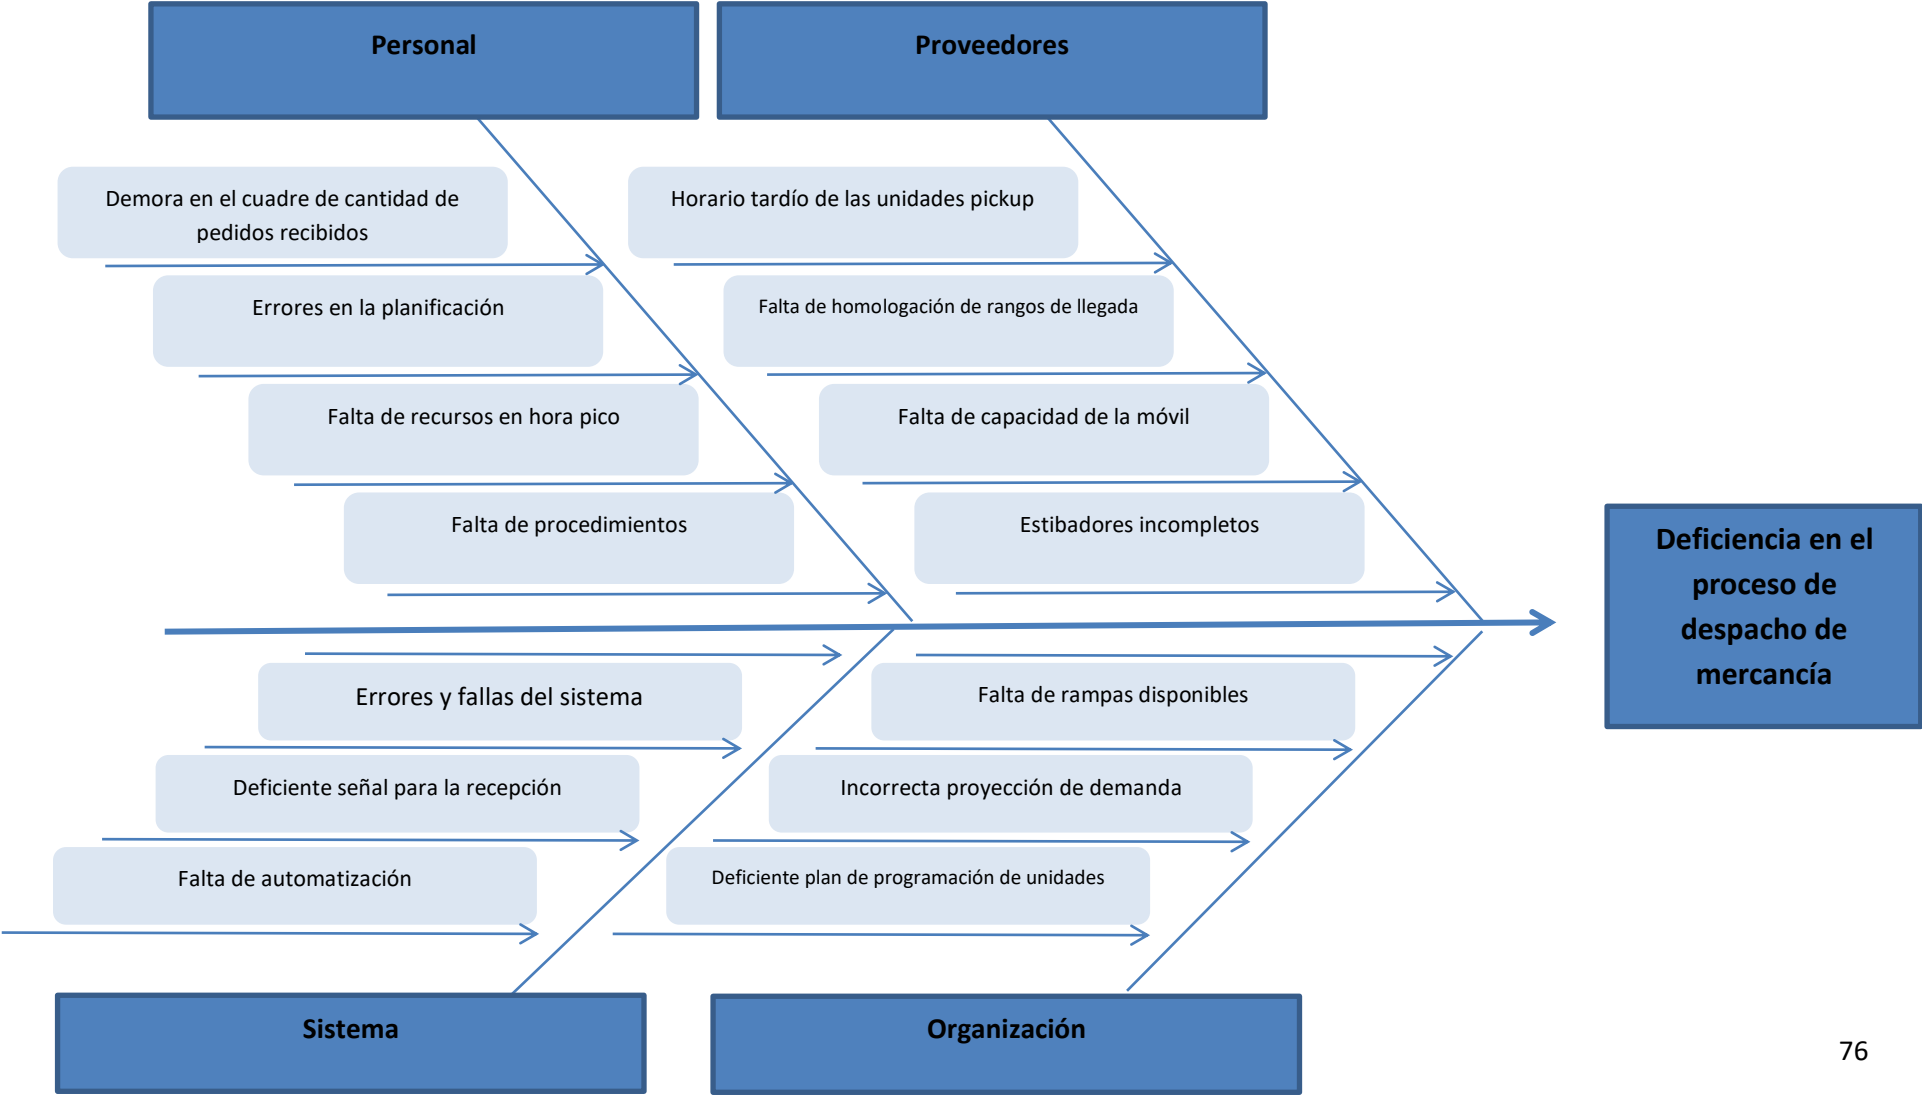 Personal
Proveedores
Demora en el cuadre de cantidad de
pedidos recibidos
Horario tardío de las unidades pickup
Errores en la planificación
Falta de homologación de rangos de llegada
Falta de recursos en hora pico
Falta de capacidad de la móvil
Falta de procedimientos
Estibadores incompletos
Deficiencia en el
proceso de
despacho de
mercancía
Errores y fallas del sistema
Falta de rampas disponibles
Deficiente señal para la recepción
Incorrecta proyección de demanda
Falta de automatización
Deficiente plan de programación de unidades
Sistema
Organización
76